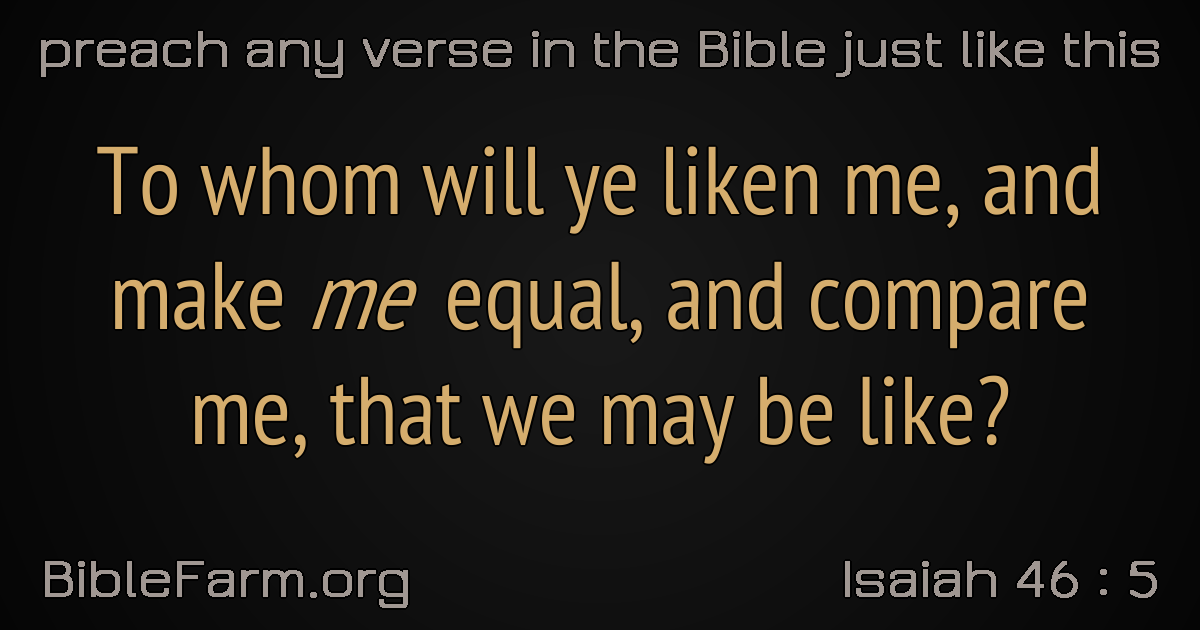 preach any verse in the Bible just like this
To whom will ye liken me, and
make me equal, and compare
me, that we may be like?
BibleFarm.org
Isaiah 46 : 5